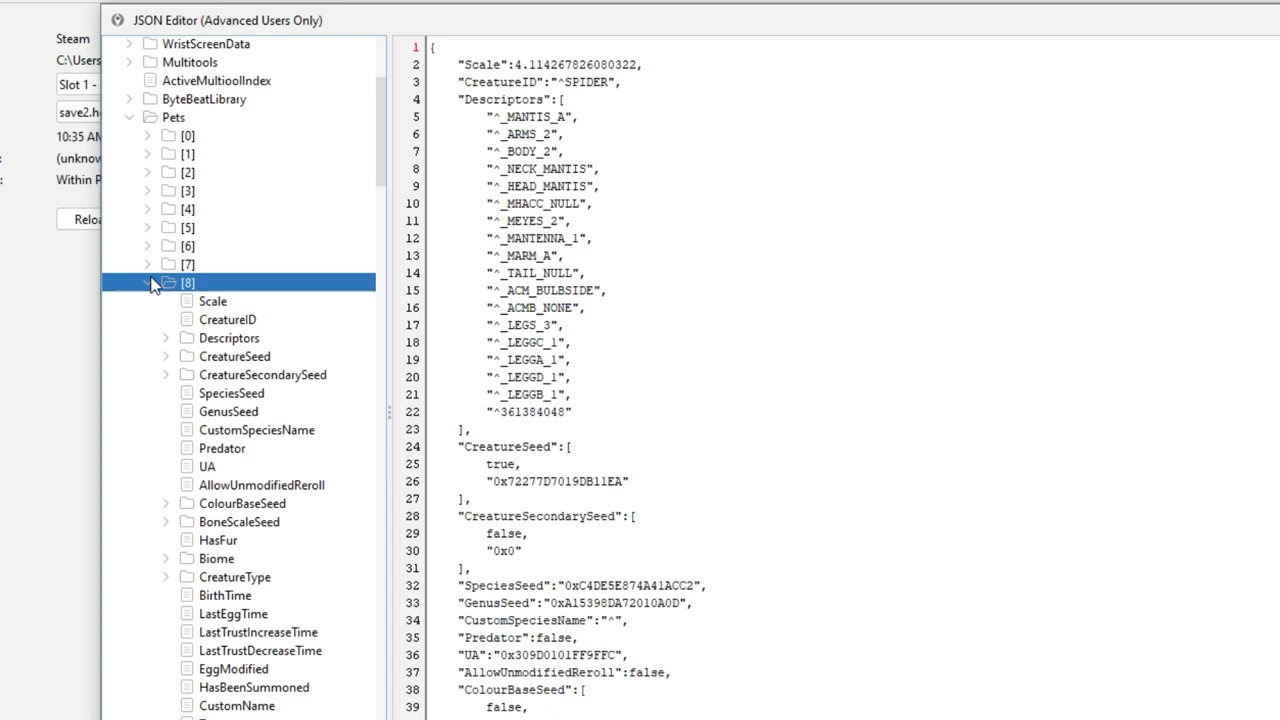 JSON Editor (Advanced Users Only)
Steam
C:\Users
Slot 1 -
save2.h
10:35 AM
(unknow
Within P
Reloa
WristScreenData
Multitools
ActiveMultioolIndex
ByteBeatLibrary
Pets
[0]
[1]
[2]
[3]
[4]
[5]
[6]
[7]
[8]
Scale
CreatureID
Descriptors
CreatureSeed
CreatureSecondarySeed
SpeciesSeed
GenusSeed
CustomSpeciesName
Predator
UA
AllowUnmodifiedReroll
ColourBaseSeed
BoneScaleSeed
HasFur
Biome
CreatureType
BirthTime
LastEggTime
LastTrustIncreaseTime
LastTrustDecreaseTime
EggModified
HasBeenSummoned
CustomName
1 {
2 "Scale":4.114267826080322,
3 "CreatureID":"^SPIDER",
4 "Descriptors":[
5 "^_MANTIS_A",
6 "^_ARMS_2",
7 "^_BODY_2",
8 "^_NECK_MANTIS",
9 "^_HEAD_MANTIS",
10 "^_MHACC_NULL",
11 "^_MEYES_2",
12 "^_MANTENNA_1",
13 "^_MARM_A",
14 "^_TAIL_NULL",
15 "^_ACM_BULBSIDE",
16 "^_ACMB_NONE",
17 "^_LEGS_3",
18 "^_LEGGC_1",
19 "^_LEGGA_1",
20 "^_LEGGD_1",
21 "^_LEGGB_1",
22 "^361384048"
23 ],
24 "CreatureSeed":[
25 true,
26 "0x72277D7019DB11EA"
27 ],
28 "CreatureSecondarySeed":[
29 false,
30 "0x0"
31 ],
32 "SpeciesSeed":"0xC4DE5E874A41ACC2",
33 "GenusSeed":"0xA15398DA72010A0D",
34 "CustomSpeciesName":"^",
35 "Predator":false,
36 "UA":"0x309D0101FF9FFC",
37 "AllowUnmodifiedReroll":false,
38 "ColourBaseSeed":[
39 false,